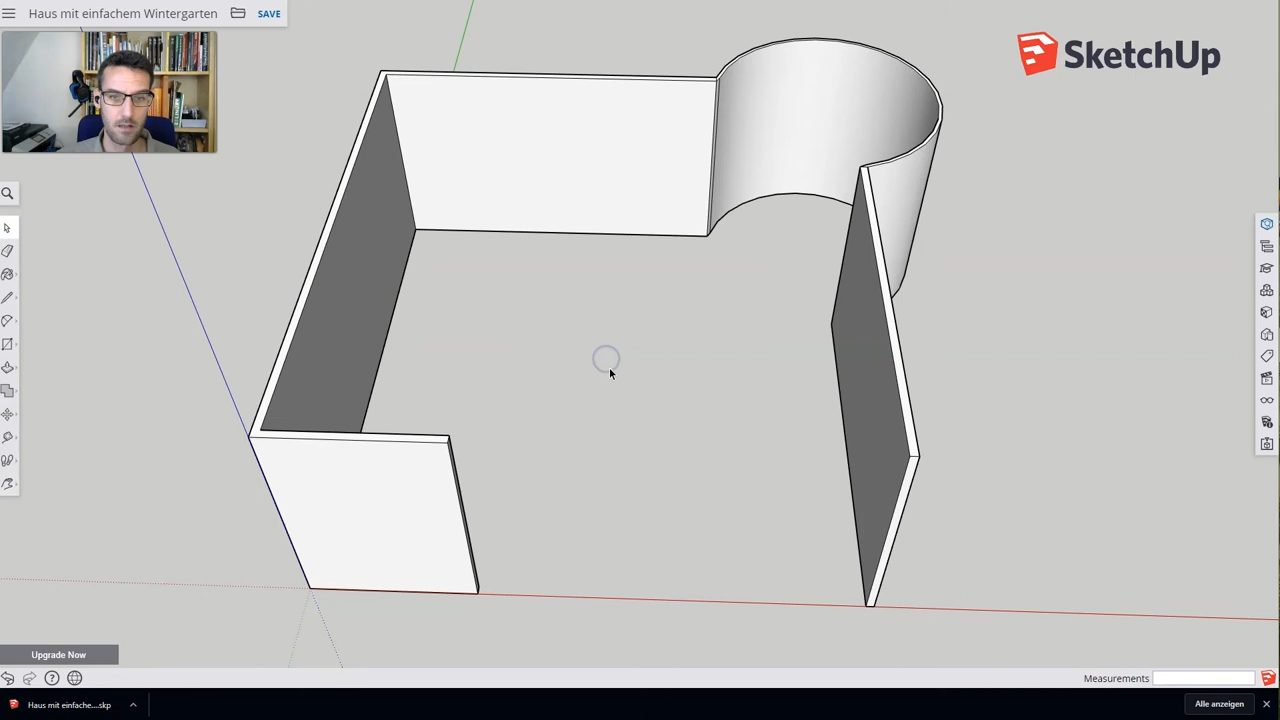 Haus mit einfachem Wintergarten
SAVE
SketchUp
Upgrade Now
Measurements
Haus mit einfache....skp
Alle anzeigen